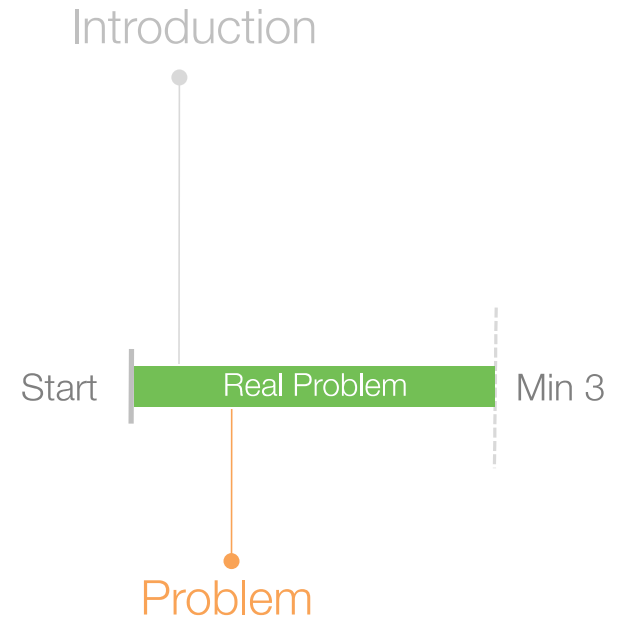 Introduction
Start
Real Problem
Min 3
Problem